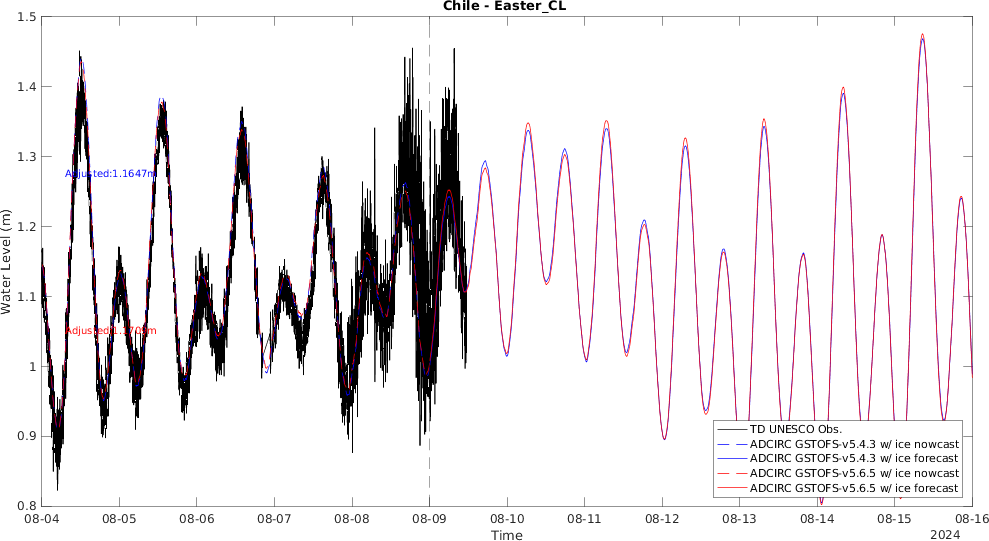 Chile - Easter_CL
1.5
1.4
1.3
1.2
1.1
1
0.9
0.8
Water Level (m)
Adjusted:1.1647m
Adjusted:1.1709m
TD UNESCO Obs.
ADCIRC GSTOFS-v5.4.3 w/ ice nowcast
ADCIRC GSTOFS-v5.4.3 w/ ice forecast
ADCIRC GSTOFS-v5.6.5 w/ ice nowcast
ADCIRC GSTOFS-v5.6.5 w/ ice forecast
08-04 08-05 08-06 08-07 08-08 08-09 08-10 08-11 08-12 08-13 08-14 08-15 08-16
Time
2024